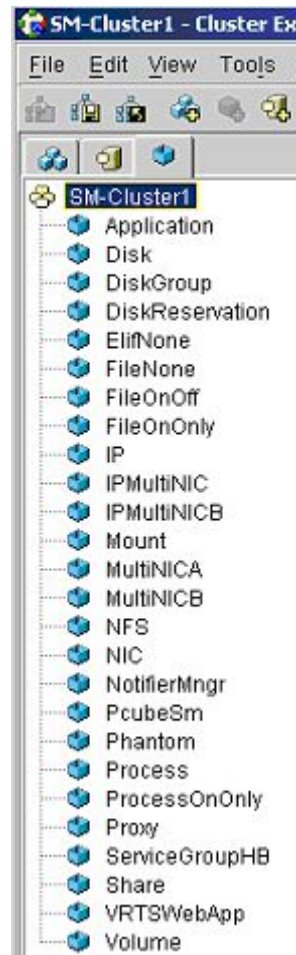 SM-Cluster1 - Cluster Ex
File Edit View Tools
SM-Cluster1
Application
Disk
DiskGroup
DiskReservation
ElifNone
FileNone
FileOnOff
FileOnOnly
IP
IPMultiNIC
IPMultiNICB
Mount
MultiNICA
MultiNICB
NFS
NIC
NotifierMngr
PcubeSm
Phantom
Process
ProcessOnOnly
Proxy
ServiceGroupHB
Share
VRTSWebApp
Volume